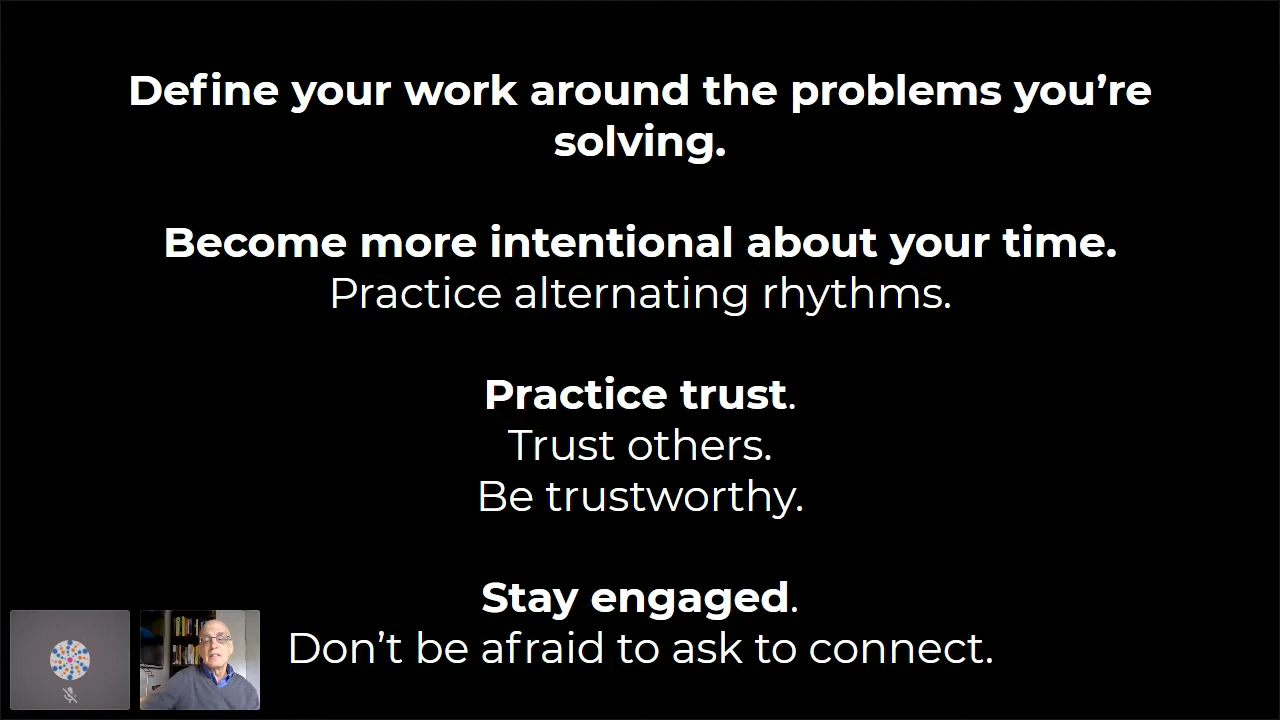 Define your work around the problems you’re
solving.
Become more intentional about your time.
Practice alternating rhythms.
Practice trust.
Trust others.
Be trustworthy.
Stay engaged.
Don’t be afraid to ask to connect.